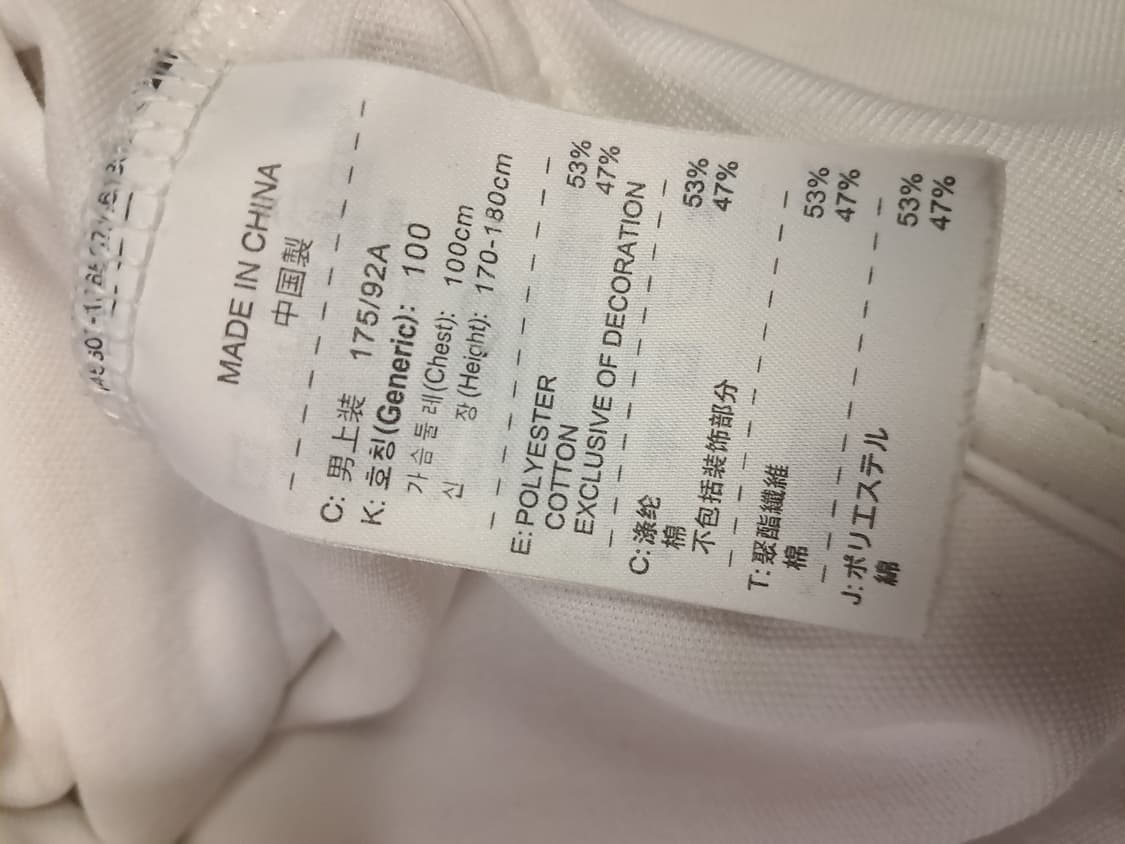 MADE IN CHINA
中国製
C: 男上装 175/92A
K: 호칭(Generic): 100
가슴둘레(Chest): 100cm
신 장(Height): 170-180cm
E: POLYESTER 53%
COTTON 47%
EXCLUSIVE OF DECORATION
C: 涤纶 53%
棉 47%
不包括装饰部分
T: 聚酯纖維 53%
棉 47%
J: ポリエステル 53%
綿 47%